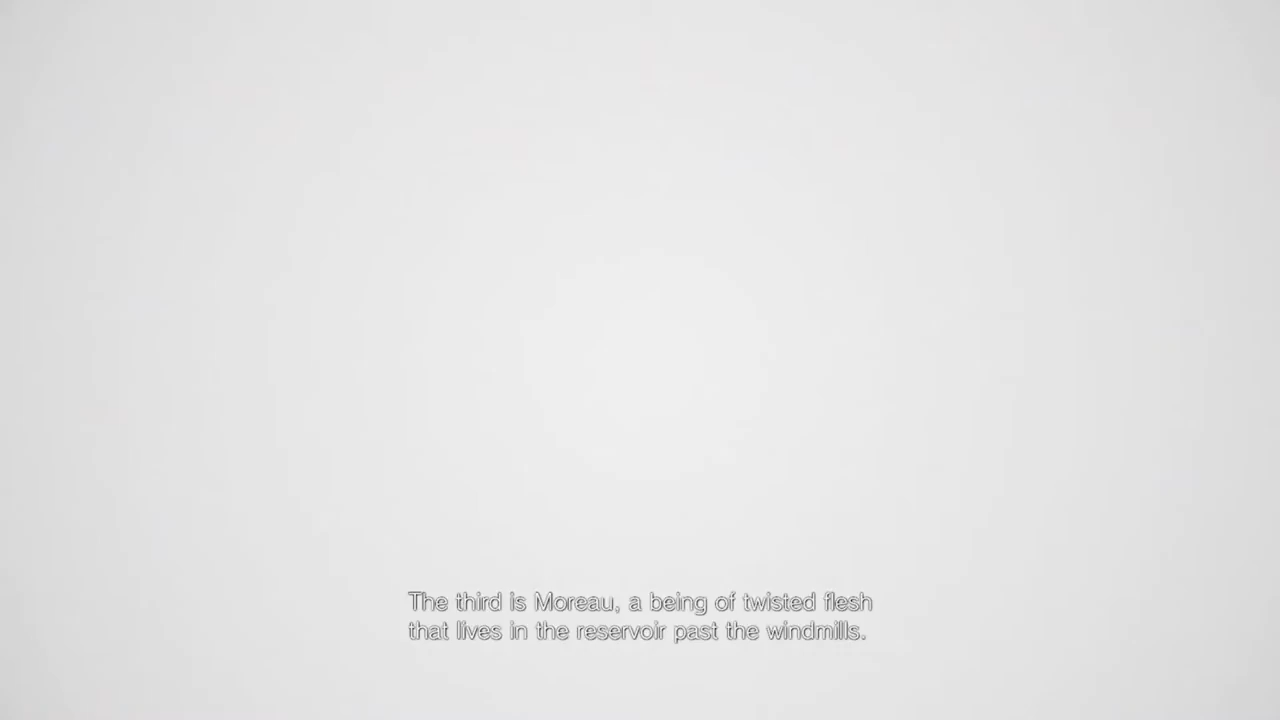 The third is Moreau, a being of twisted flesh
that lives in the reservoir past the windmills.